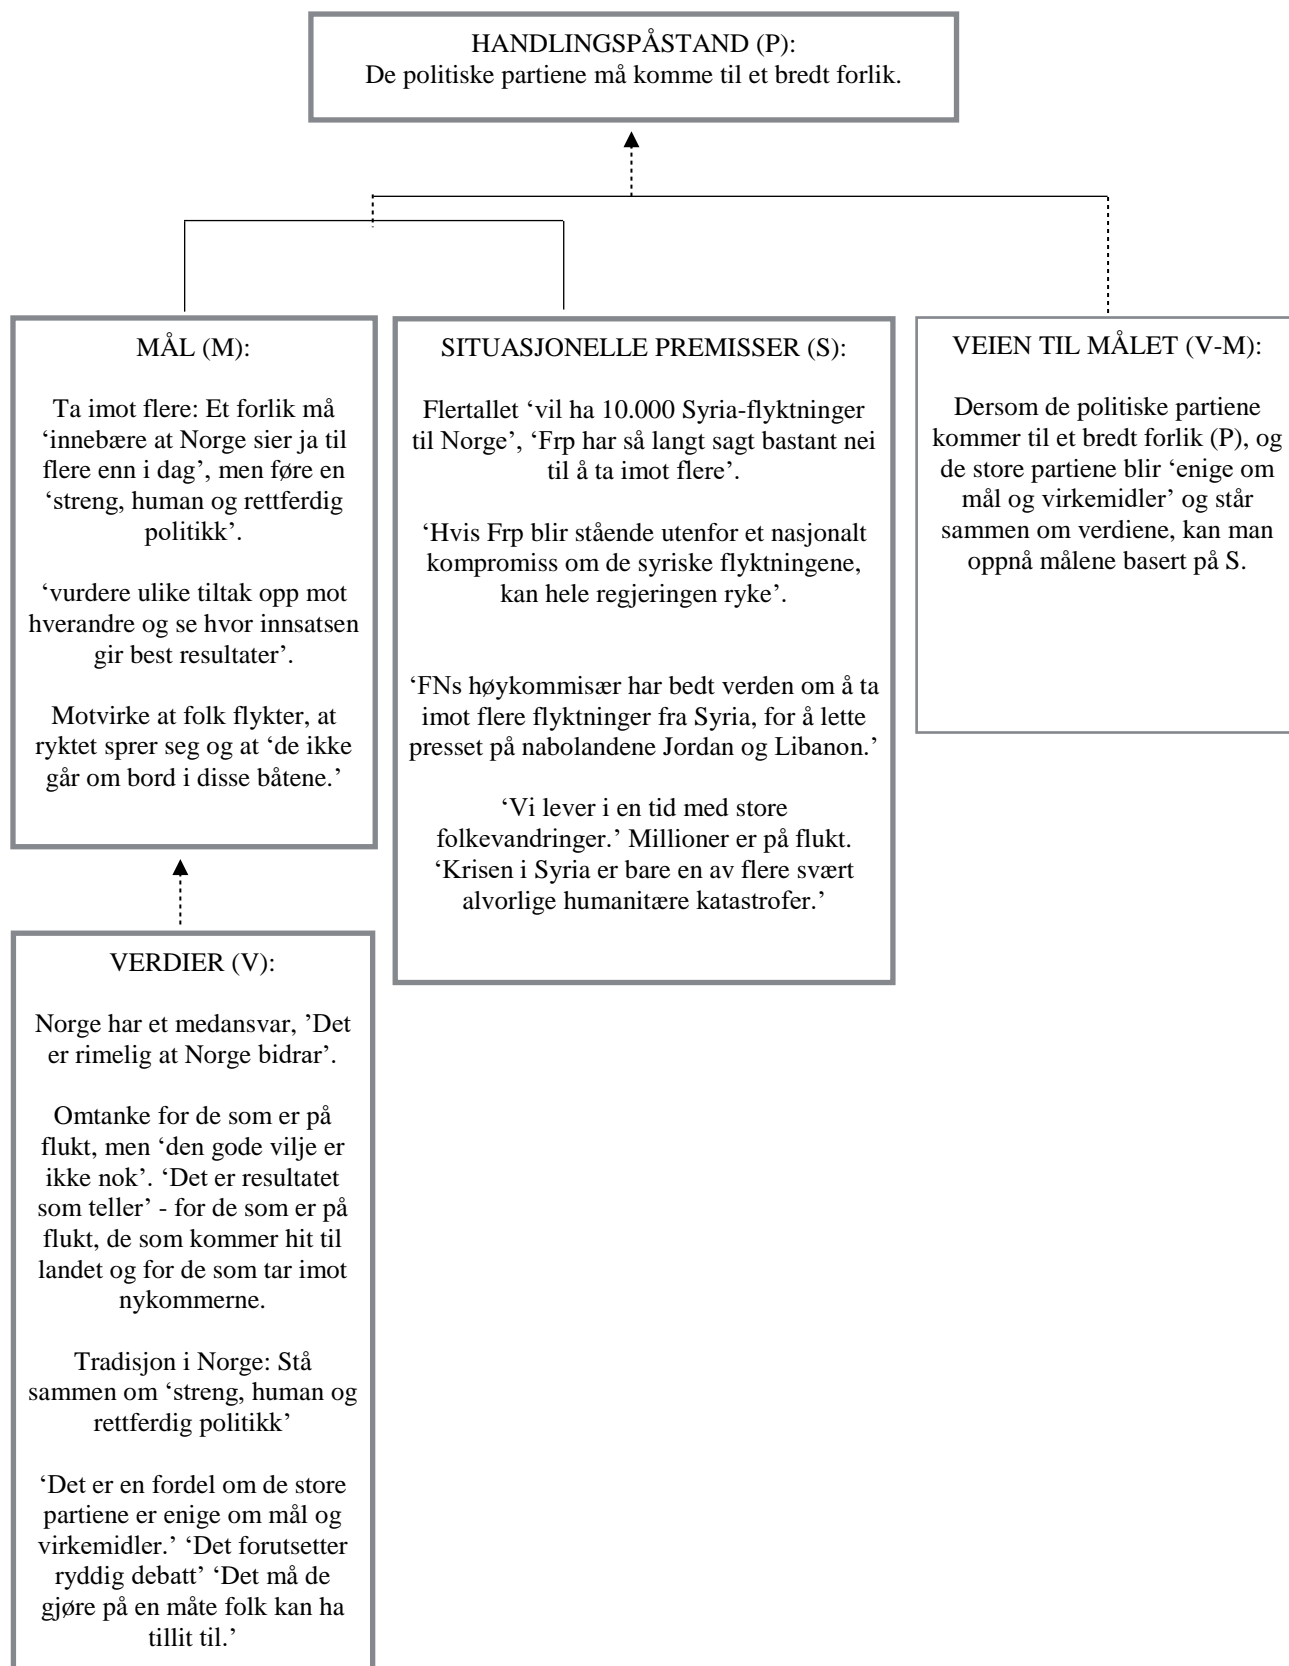 HANDLINGSPÅSTAND (P):
De politiske partiene må komme til et bredt forlik.
MÅL (M):
Ta imot flere: Et forlik må
‘innebære at Norge sier ja til
flere enn i dag’, men føre en
‘streng, human og rettferdig
politikk’.
‘vurdere ulike tiltak opp mot
hverandre og se hvor innsatsen
gir best resultater’.
Motvirke at folk flykter, at
ryktet sprer seg og at ‘de ikke
går om bord i disse båtene.’
SITUASJONELLE PREMISSER (S):
Flertallet ‘vil ha 10.000 Syria-flyktninger
til Norge’, ‘Frp har så langt sagt bastant nei
til å ta imot flere’.
‘Hvis Frp blir stående utenfor et nasjonalt
kompromiss om de syriske flyktningene,
kan hele regjeringen ryke’.
‘FNs høykommisær har bedt verden om å ta
imot flere flyktninger fra Syria, for å lette
presset på nabolandene Jordan og Libanon.’
‘Vi lever i en tid med store
folkevandringer.’ Millioner er på flukt.
‘Krisen i Syria er bare en av flere svært
alvorlige humanitære katastrofer.’
VEIEN TIL MÅLET (V-M):
Dersom de politiske partiene
kommer til et bredt forlik (P), og
de store partiene blir ‘enige om
mål og virkemidler’ og står
sammen om verdiene, kan man
oppnå målene basert på S.
VERDIER (V):
Norge har et medansvar, ’Det
er rimelig at Norge bidrar’.
Omtanke for de som er på
flukt, men ‘den gode vilje er
ikke nok’. ‘Det er resultatet
som teller’ - for de som er på
flukt, de som kommer hit til
landet og for de som tar imot
nykommerne.
Tradisjon i Norge: Stå
sammen om ‘streng, human og
rettferdig politikk’
‘Det er en fordel om de store
partiene er enige om mål og
virkemidler.’ ‘Det forutsetter
ryddig debatt’ ‘Det må de
gjøre på en måte folk kan ha
tillit til.’